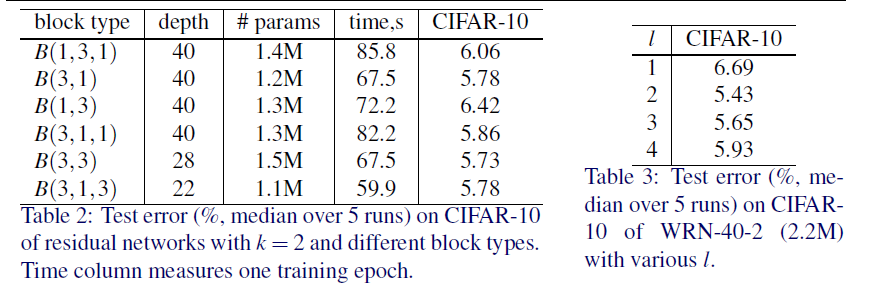 block type depth # params time,s CIFAR-10
B(1,3,1) 40 1.4M 85.8 6.06
B(3,1) 40 1.2M 67.5 5.78
B(1,3) 40 1.3M 72.2 6.42
B(3,1,1) 40 1.3M 82.2 5.86
B(3,3) 28 1.5M 67.5 5.73
B(3,1,3) 22 1.1M 59.9 5.78
Table 2: Test error (%, median over 5 runs) on CIFAR-10
of residual networks with k = 2 and different block types.
Time column measures one training epoch.
l CIFAR-10
1 6.69
2 5.43
3 5.65
4 5.93
Table 3: Test error (%, me-
dian over 5 runs) on CIFAR-
10 of WRN-40-2 (2.2M)
with various l.